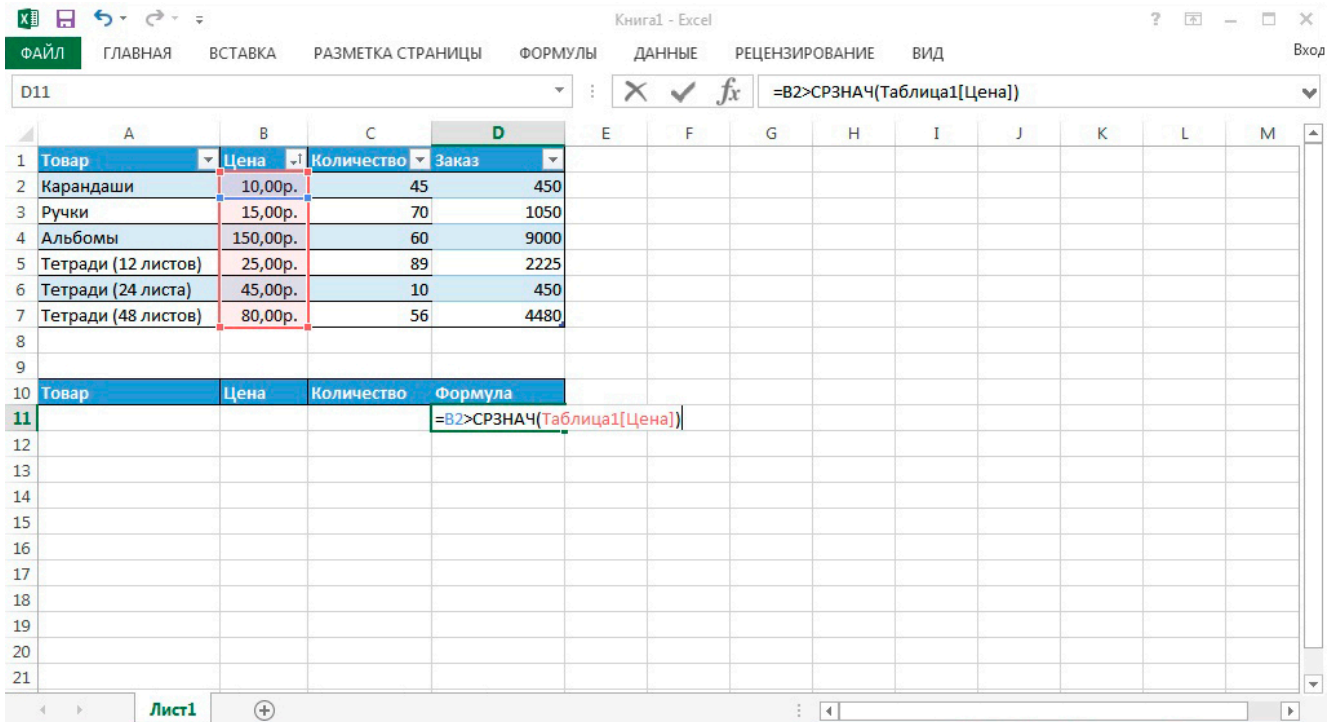 Книга1 - Excel
ФАЙЛ ГЛАВНАЯ ВСТАВКА РАЗМЕТКА СТРАНИЦЫ ФОРМУЛЫ ДАННЫЕ РЕЦЕНЗИРОВАНИЕ ВИД Вход
D11 fx =B2>СРЗНАЧ(Таблица1[Цена])
A B C D E F G H I J K L M
1 Товар Цена Количество Заказ
2 Карандаши 10,00р. 45 450
3 Ручки 15,00р. 70 1050
4 Альбомы 150,00р. 60 9000
5 Тетради (12 листов) 25,00р. 89 2225
6 Тетради (24 листа) 45,00р. 10 450
7 Тетради (48 листов) 80,00р. 56 4480
8
9
10 Товар Цена Количество Формула
11 =B2>СРЗНАЧ(Таблица1[Цена])
12
13
14
15
16
17
18
19
20
21
Лист1